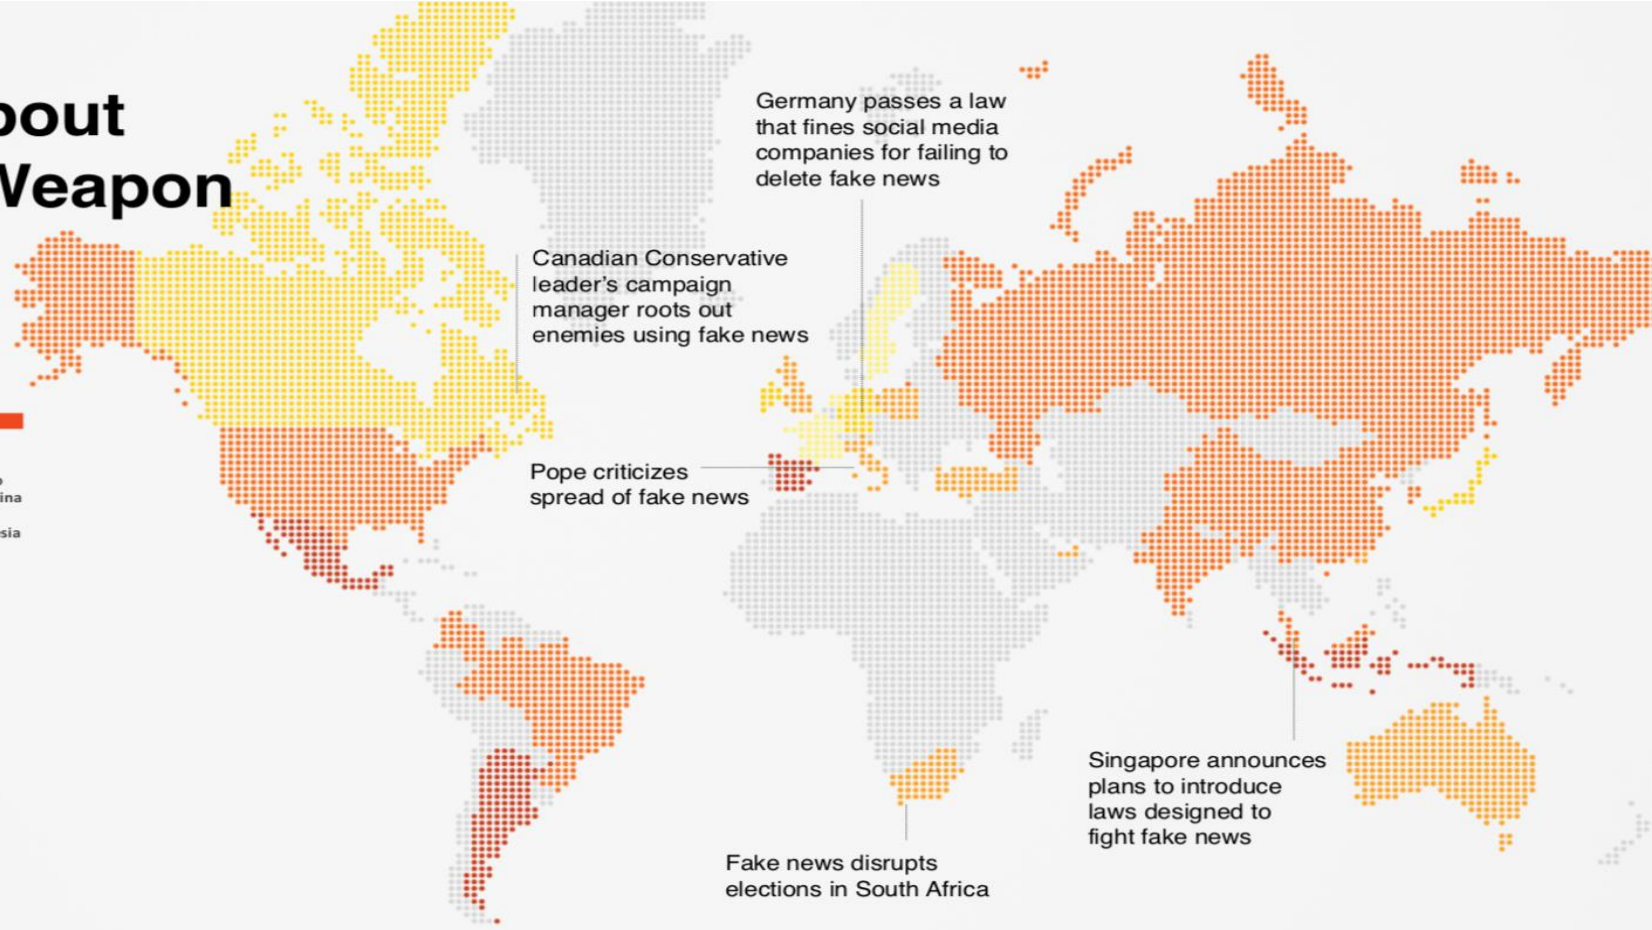 bout
Weapon
Germany passes a law
that fines social media
companies for failing to
delete fake news
Canadian Conservative
leader's campaign
manager roots out
enemies using fake news
Pope criticizes
spread of fake news
ina
sia
Singapore announces
plans to introduce
laws designed to
fight fake news
Fake news disrupts
elections in South Africa